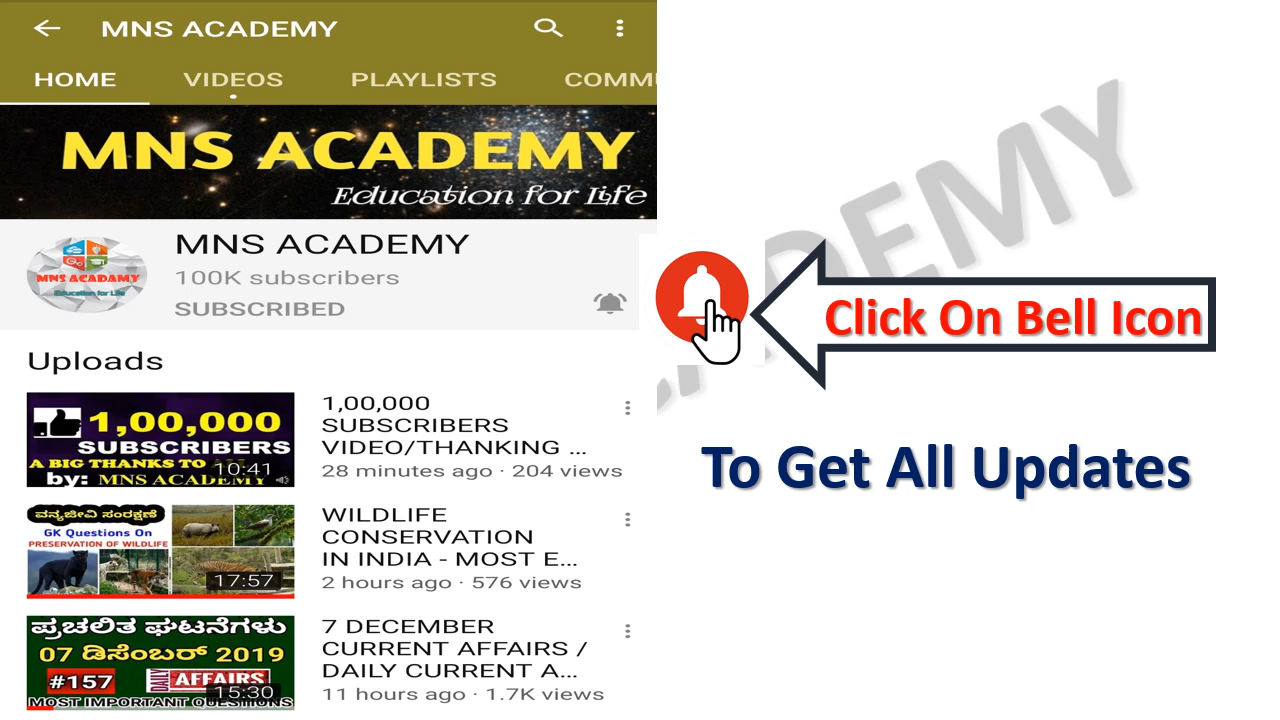 MNS ACADEMY
HOME VIDEOS PLAYLISTS COMMU
MNS ACADEMY
Education for Life
MNS ACADEMY
100K subscribers
SUBSCRIBED
MNS ACADAMY
Education for Life
Uploads
1,00,000
SUBSCRIBERS
A BIG THANKS TO
by: MNS ACADEMY
10:41
1,00,000
SUBSCRIBERS
VIDEO/THANKING ...
28 minutes ago · 204 views
ವನ್ಯಜೀವಿ ಸಂರಕ್ಷಣೆ
GK Questions On
PRESERVATION OF WILDLIFE
17:57
WILDLIFE
CONSERVATION
IN INDIA - MOST E...
2 hours ago · 576 views
ಪ್ರಚಲಿತ ಘಟನೆಗಳು
07 ಡಿಸೆಂಬರ್ 2019
#157
DAILY AFFAIRS
15:30
MOST IMPORTANT QUESTIONS
7 DECEMBER
CURRENT AFFAIRS /
DAILY CURRENT A...
11 hours ago · 1.7K views
ADEMY
Click On Bell Icon
To Get All Updates